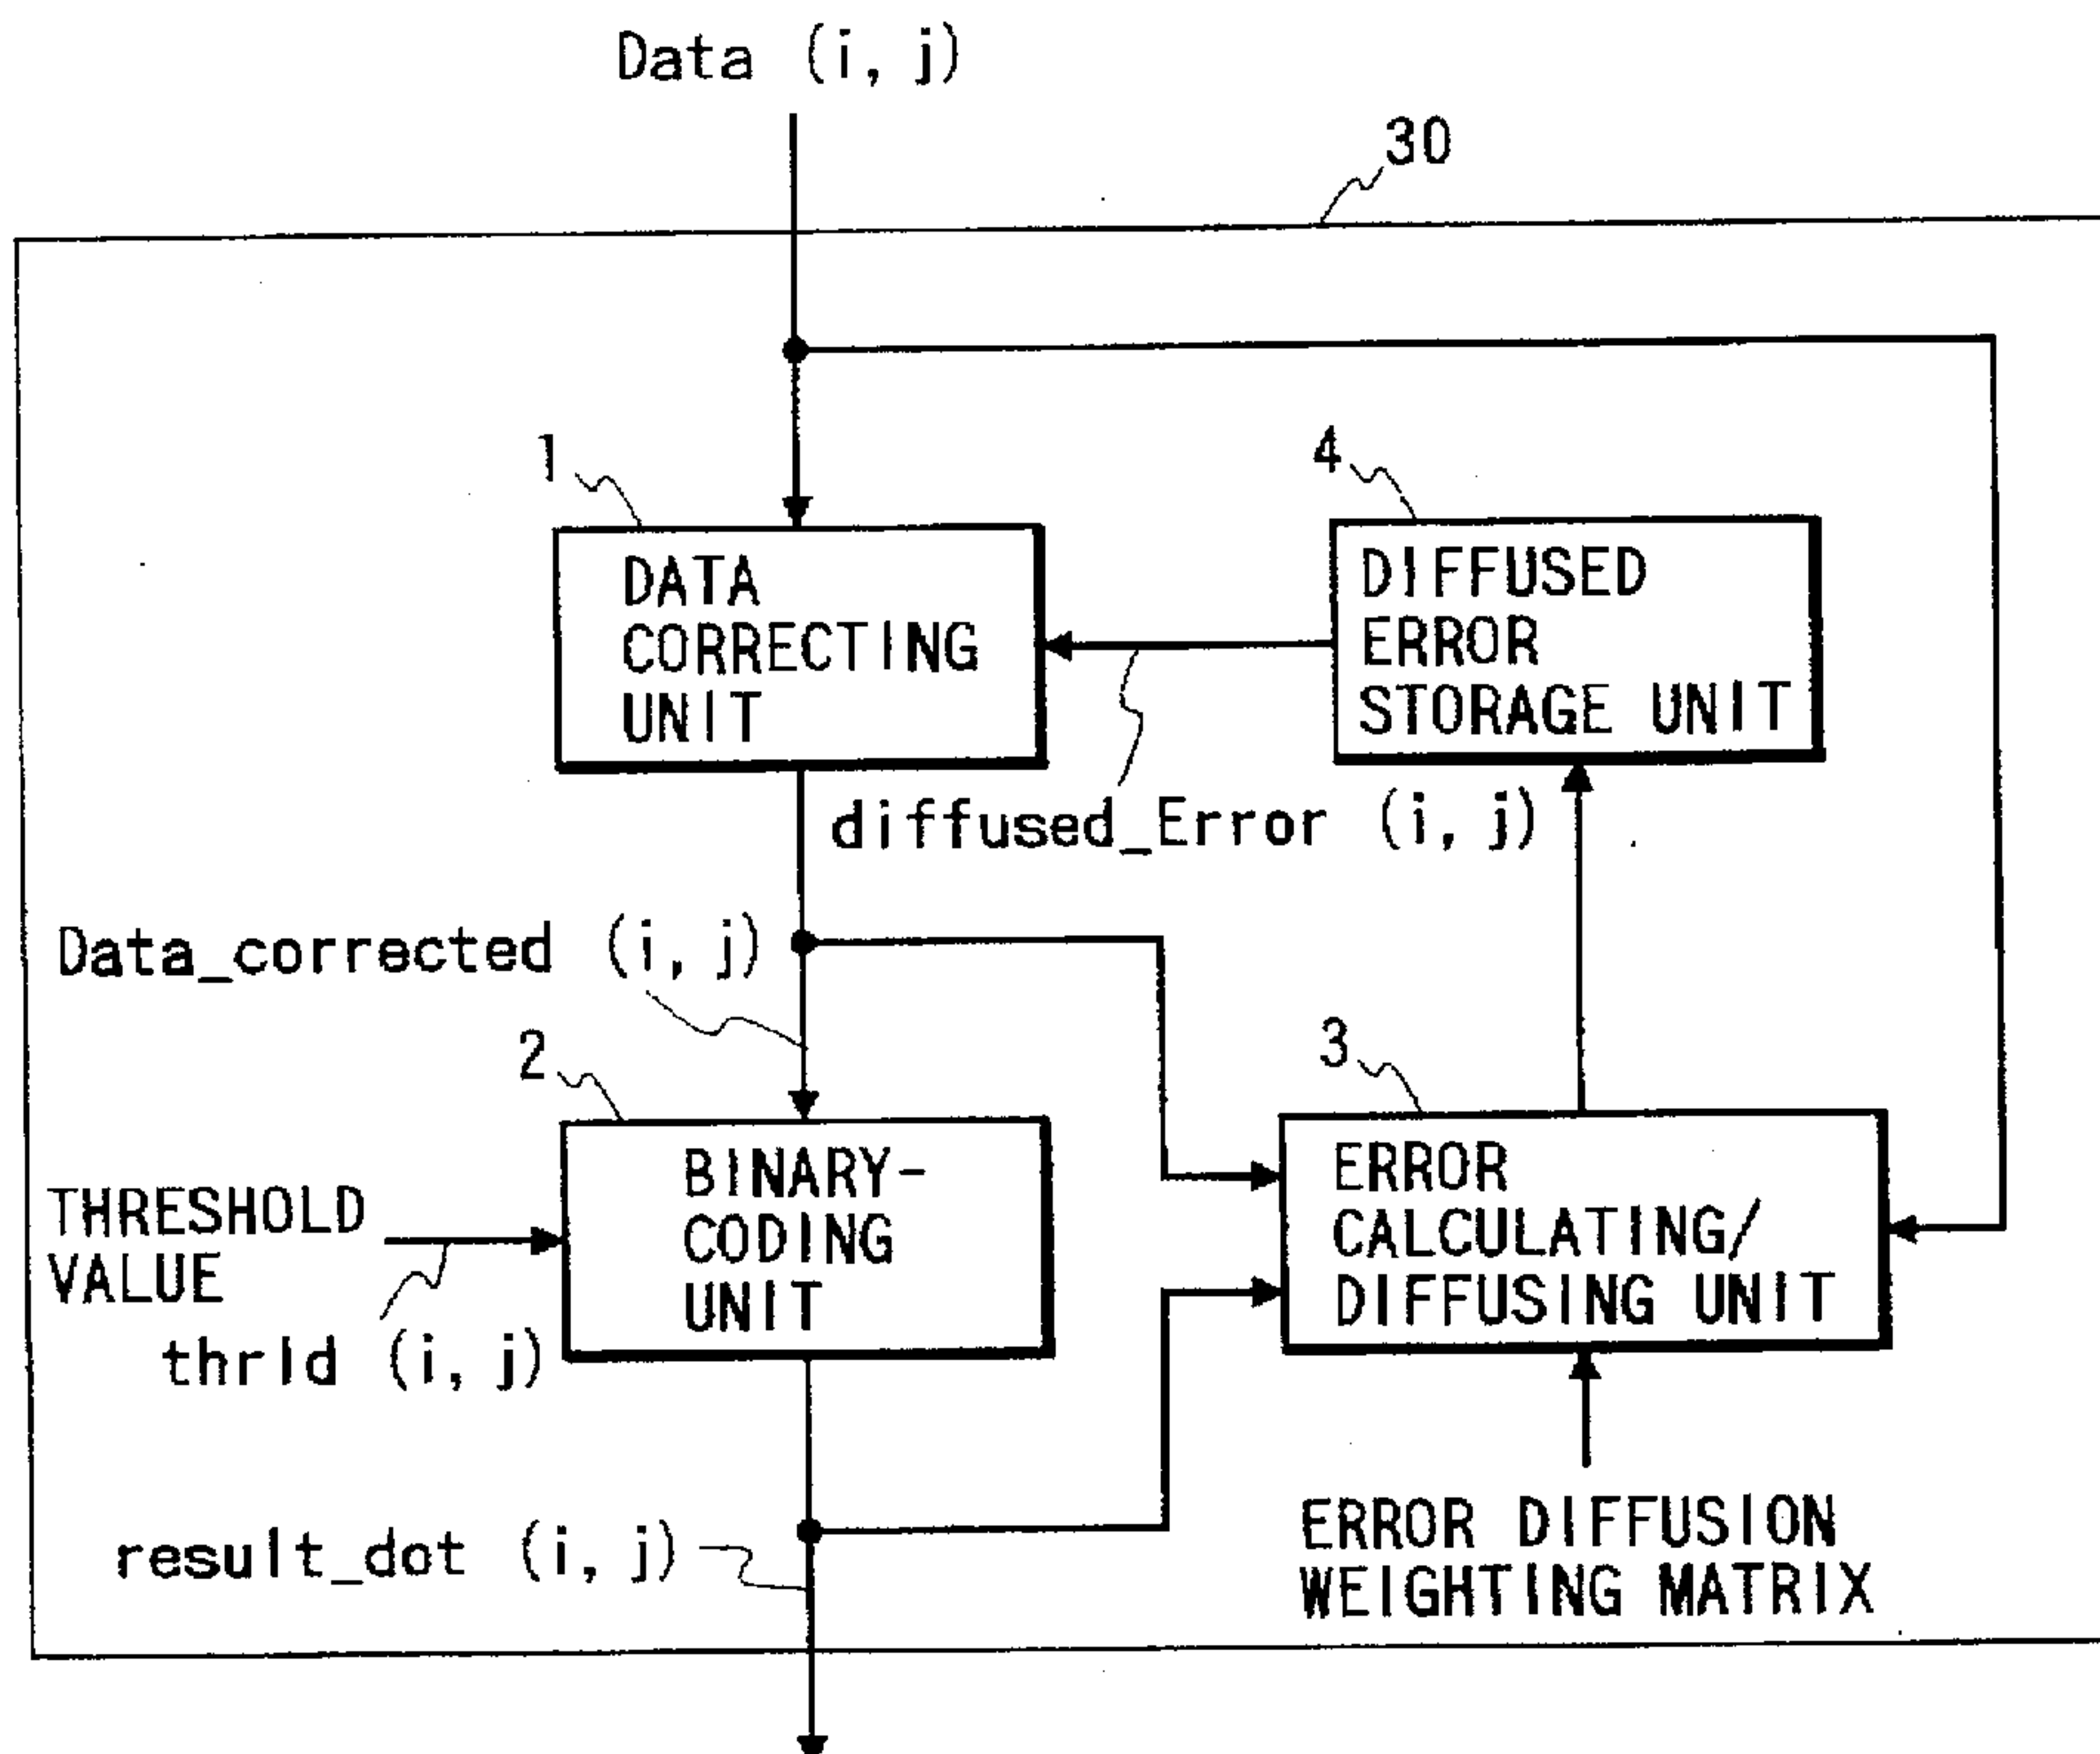 Data (i, j)
30
1
4
DATA
CORRECTING
UNIT
DIFFUSED
ERROR
STORAGE UNIT
diffused_Error (i, j)
Data_corrected (i, j)
2
3
THRESHOLD
VALUE
thrld (i, j)
BINARY-
CODING
UNIT
ERROR
CALCULATING/
DIFFUSING UNIT
result_dot (i, j)
ERROR DIFFUSION
WEIGHTING MATRIX